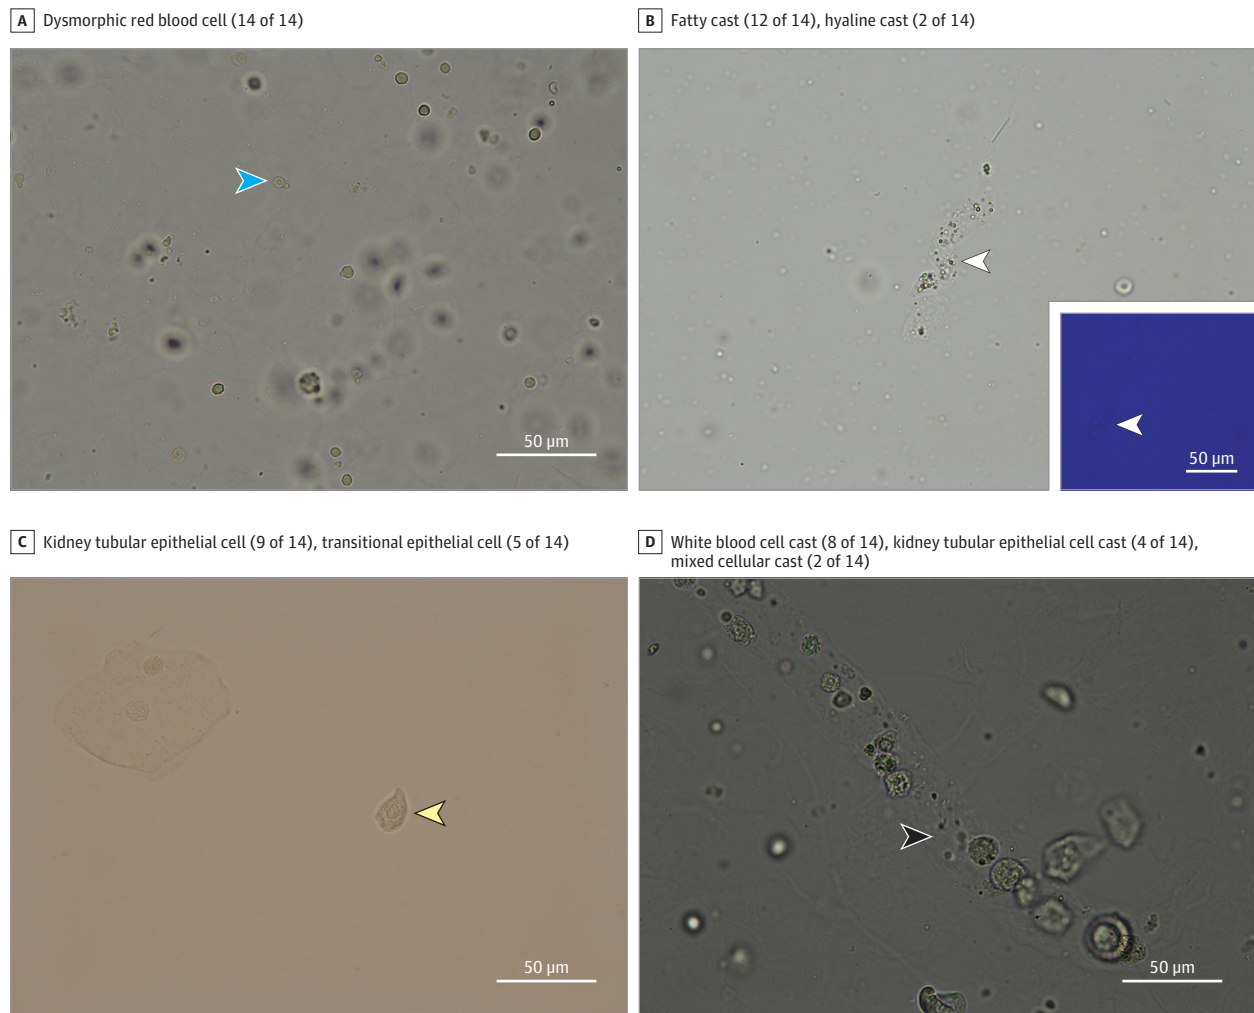 A Dysmorphic red blood cell (14 of 14)
50 µm
B Fatty cast (12 of 14), hyaline cast (2 of 14)
50 µm
50 µm
C Kidney tubular epithelial cell (9 of 14), transitional epithelial cell (5 of 14)
50 µm
D White blood cell cast (8 of 14), kidney tubular epithelial cell cast (4 of 14),
mixed cellular cast (2 of 14)
50 µm